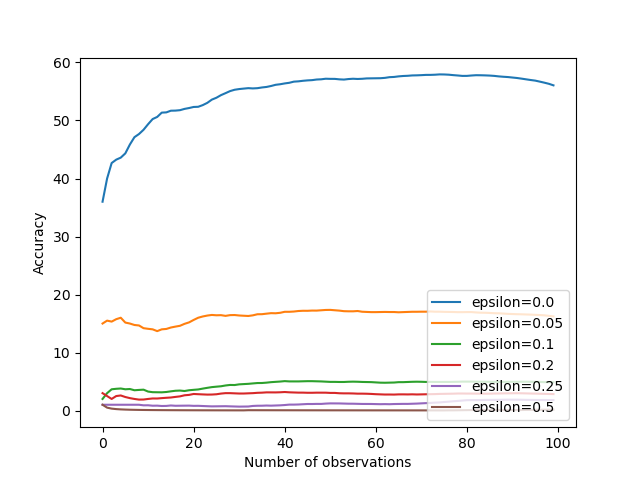 60
50
40
30
20
10
0
Accuracy
epsilon=0.0
epsilon=0.05
epsilon=0.1
epsilon=0.2
epsilon=0.25
epsilon=0.5
0 20 40 60 80 100
Number of observations